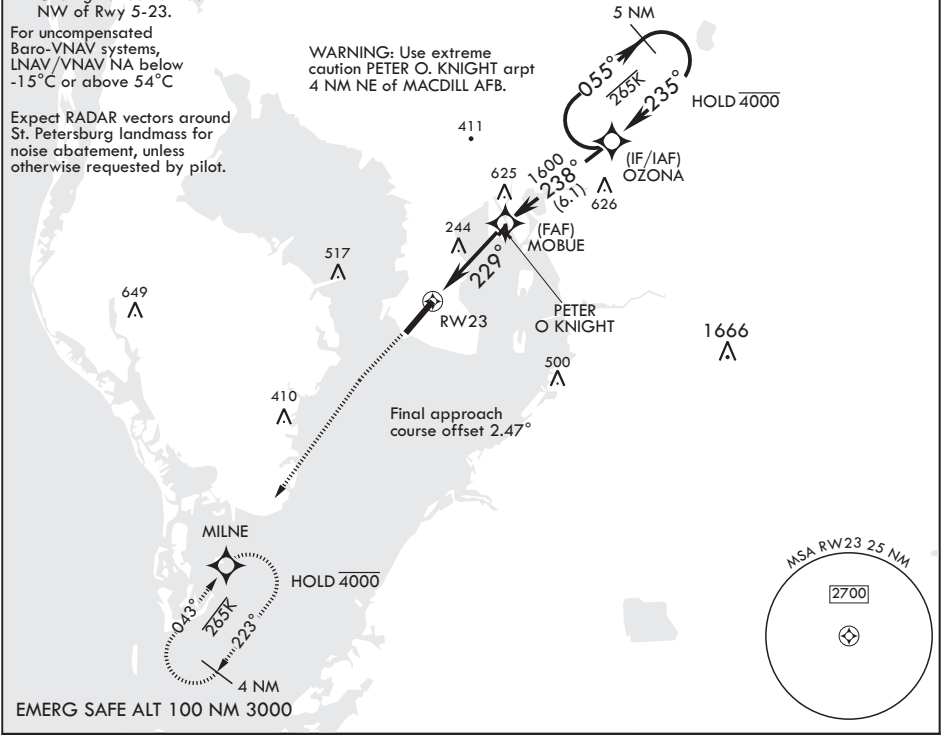 NW of Rwy 5-23.
For uncompensated
Baro-VNAV systems,
LNAV/VNAV NA below
-15°C or above 54°C
Expect RADAR vectors around
St. Petersburg landmass for
noise abatement, unless
otherwise requested by pilot.
WARNING: Use extreme
caution PETER O. KNIGHT arpt
4 NM NE of MACDILL AFB.
5 NM
055°
265K
235°
HOLD 4000
411
(IF/IAF)
OZONA
1600
238°
(6.1)
625
626
(FAF)
MOBUE
244
229°
517
649
RW23
PETER
O KNIGHT
1666
500
410
Final approach
course offset 2.47°
MILNE
HOLD 4000
043°
265K
223°
4 NM
MSA RW23 25 NM
2700
EMERG SAFE ALT 100 NM 3000